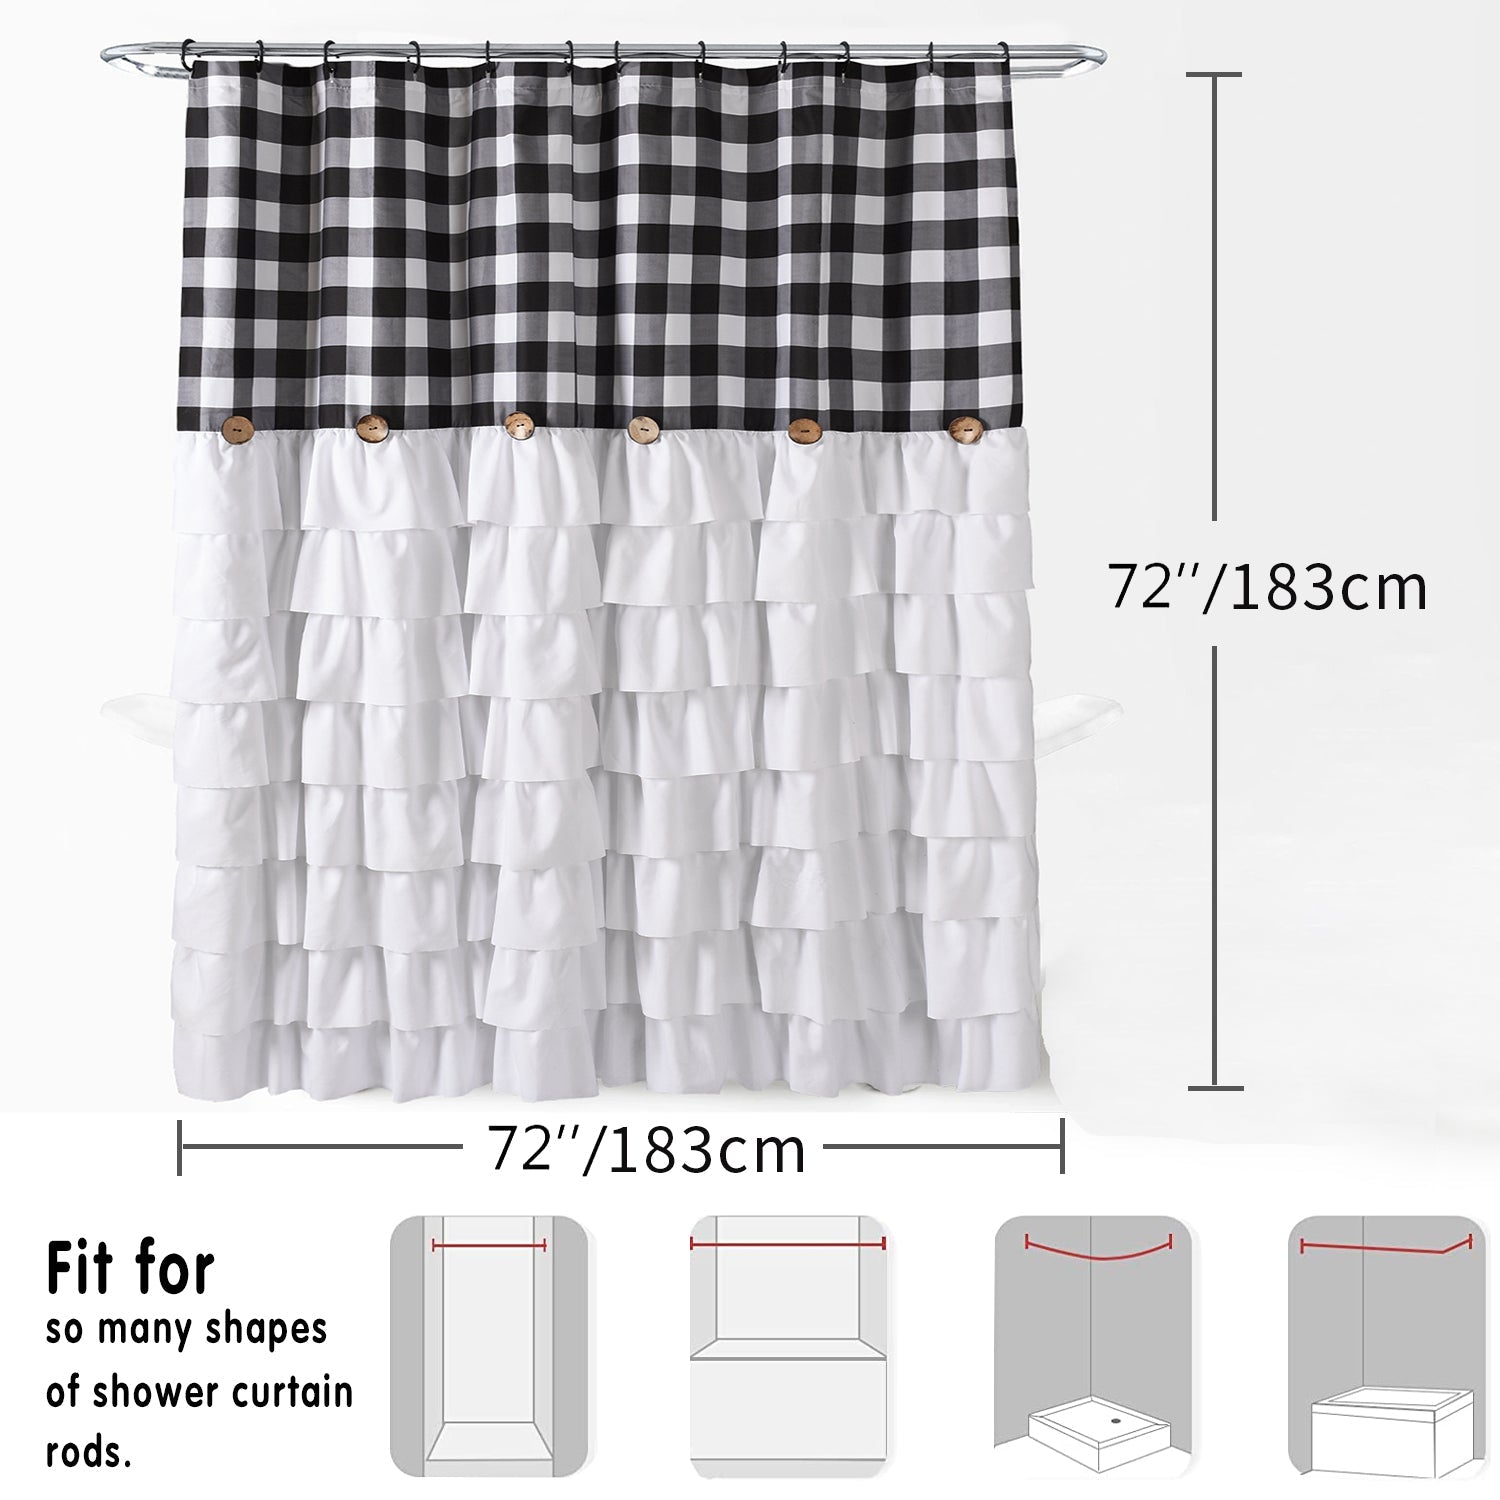 72″/183cm
72″/183cm
Fit for
so many shapes
of shower curtain
rods.